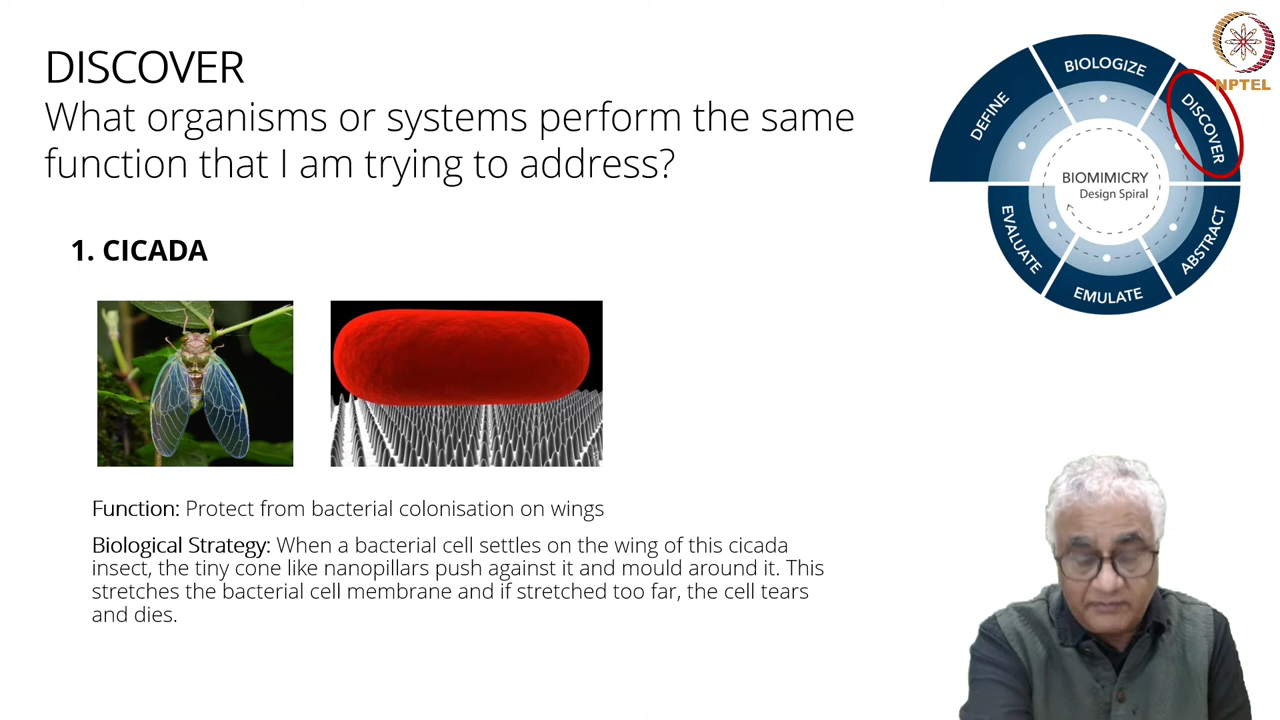 DISCOVER
What organisms or systems perform the same
function that I am trying to address?
1. CICADA
Function: Protect from bacterial colonisation on wings
Biological Strategy: When a bacterial cell settles on the wing of this cicada
insect, the tiny cone like nanopillars push against it and mould around it. This
stretches the bacterial cell membrane and if stretched too far, the cell tears
and dies.
DEFINE
BIOLOGIZE
DISCOVER
ABSTRACT
EMULATE
EVALUATE
BIOMIMICRY
Design Spiral
NPTEL